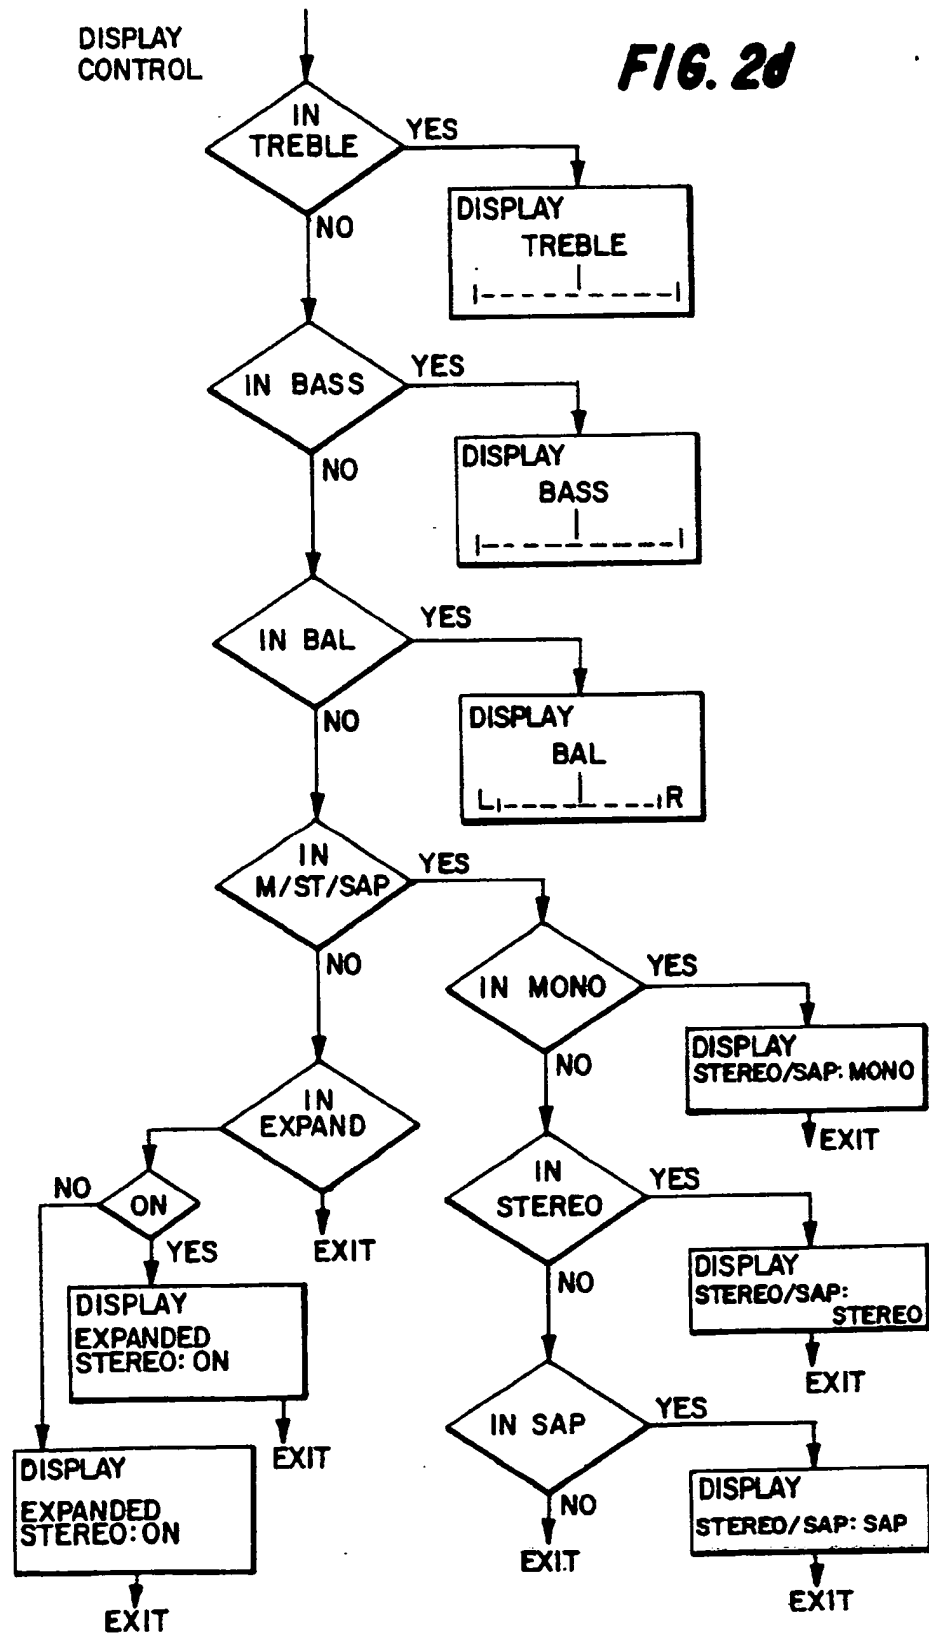 DISPLAY
CONTROL
FIG. 2d
IN
TREBLE
YES
NO
DISPLAY
TREBLE
IN BASS
YES
NO
DISPLAY
BASS
IN BAL
YES
NO
DISPLAY
BAL
L R
IN
M/ST/SAP
YES
NO
IN MONO
YES
NO
DISPLAY
STEREO/SAP: MONO
EXIT
IN
EXPAND
EXIT
NO
ON
YES
IN
STEREO
YES
NO
DISPLAY
STEREO/SAP:
STEREO
EXIT
DISPLAY
EXPANDED
STEREO: ON
EXIT
IN SAP
YES
NO
EXIT
DISPLAY
STEREO/SAP: SAP
EXIT
DISPLAY
EXPANDED
STEREO: ON
EXIT